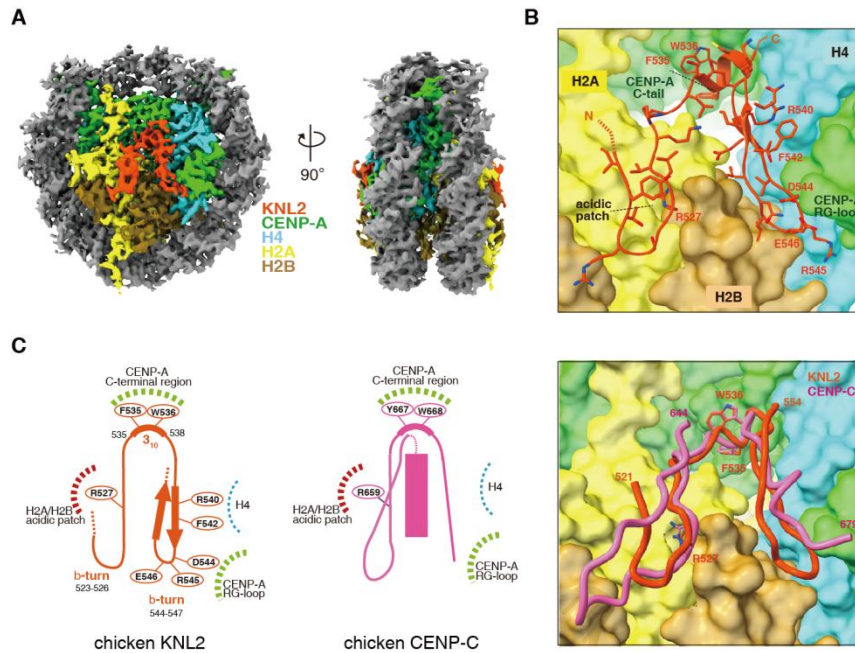 A
90°
KNL2
CENP-A
H4
H2A
H2B
B
W536
C
F535
H4
H2A
CENP-A
C-tail
N
R540
F542
acidic
patch
D544
CENP-A
RG-loop
R527
E546
R545
H2B
C
CENP-A
C-terminal region
F535
W536
535
538
3₁₀
R527
H2A/H2B
acidic patch
R540
H4
F542
D544
E546
R545
CENP-A
RG-loop
b-turn
523-526
b-turn
544-547
chicken KNL2
CENP-A
C-terminal region
Y667
W668
R659
H2A/H2B
acidic patch
H4
CENP-A
RG-loop
chicken CENP-C
KNL2
CENP-C
W536
644
554
521
F535
679
R527